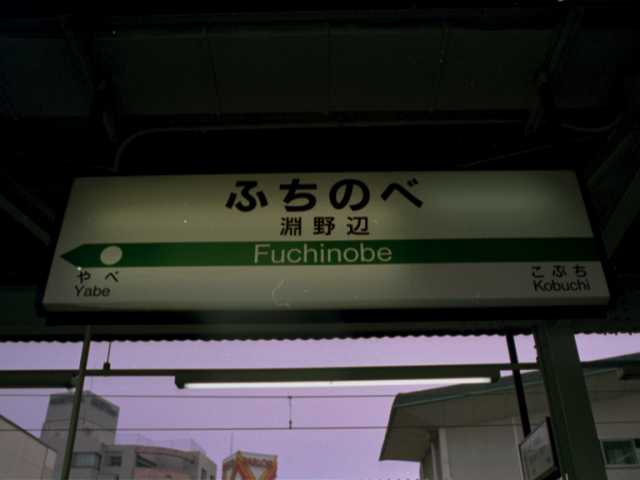 ふちのべ
淵野辺
Fuchinobe
やべ
Yabe
こぶち
Kobuchi